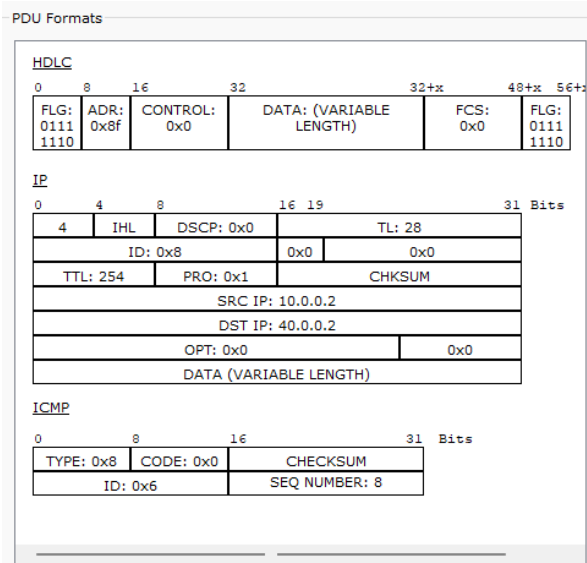 PDU Formats
HDLC
0 8 16 32 32+x 48+x 56+
FLG: ADR: CONTROL: DATA: (VARIABLE FCS: FLG:
0111 0x8f 0x0 LENGTH) 0x0 0111
1110 1110
IP
0 4 8 16 19 31 Bits
4 IHL DSCP: 0x0 TL: 28
ID: 0x8 0x0 0x0
TTL: 254 PRO: 0x1 CHKSUM
SRC IP: 10.0.0.2
DST IP: 40.0.0.2
OPT: 0x0 0x0
DATA (VARIABLE LENGTH)
ICMP
0 8 16 31 Bits
TYPE: 0x8 CODE: 0x0 CHECKSUM
ID: 0x6 SEQ NUMBER: 8